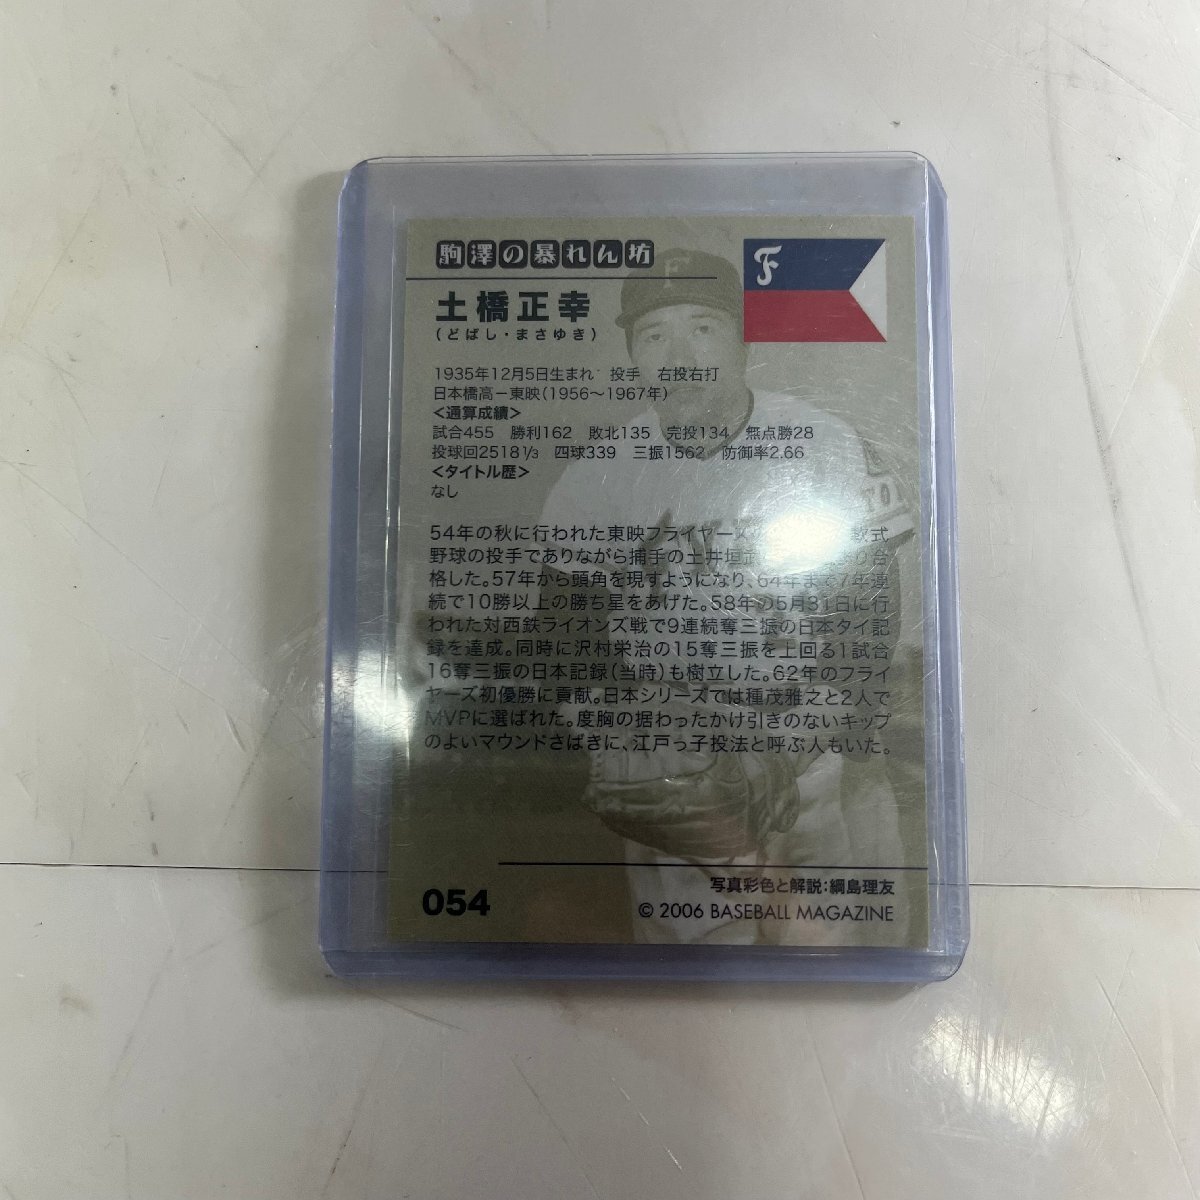 駒澤の暴れん坊
F
土橋正幸
(どばし・まさゆき)
1935年12月5日生まれ 投手 右投右打
日本橋高－東映(1956～1967年)
<通算成績>
試合455 勝利162 敗北135 完投134 無点勝28
投球回2518 1/3 四球339 三振1562 防御率2.66
<タイトル歴>
なし
54年の秋に行われた東映フライヤーズの 軟式
野球の投手でありながら捕手の土井垣武 り合
格した。57年から頭角を現すようになり、64年まで7年連
続で10勝以上の勝ち星をあげた。58年の5月31日に行
われた対西鉄ライオンズ戦で9連続奪三振の日本タイ記
録を達成。同時に沢村栄治の15奪三振を上回る1試合
16奪三振の日本記録(当時)も樹立した。62年のフライ
ヤーズ初優勝に貢献。日本シリーズでは種茂雅之と2人で
MVPに選ばれた。度胸の据わったかけ引きのないキップ
のよいマウンドさばきに、江戸っ子投法と呼ぶ人もいた。
写真彩色と解説:綱島理友
054
© 2006 BASEBALL MAGAZINE